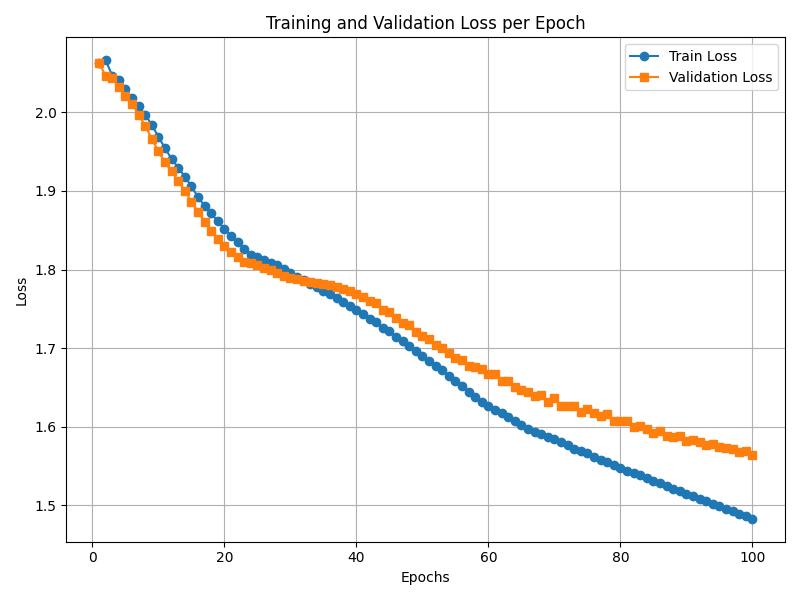 Training and Validation Loss per Epoch
Train Loss
Validation Loss
Loss
2.0
1.9
1.8
1.7
1.6
1.5
0 20 40 60 80 100
Epochs